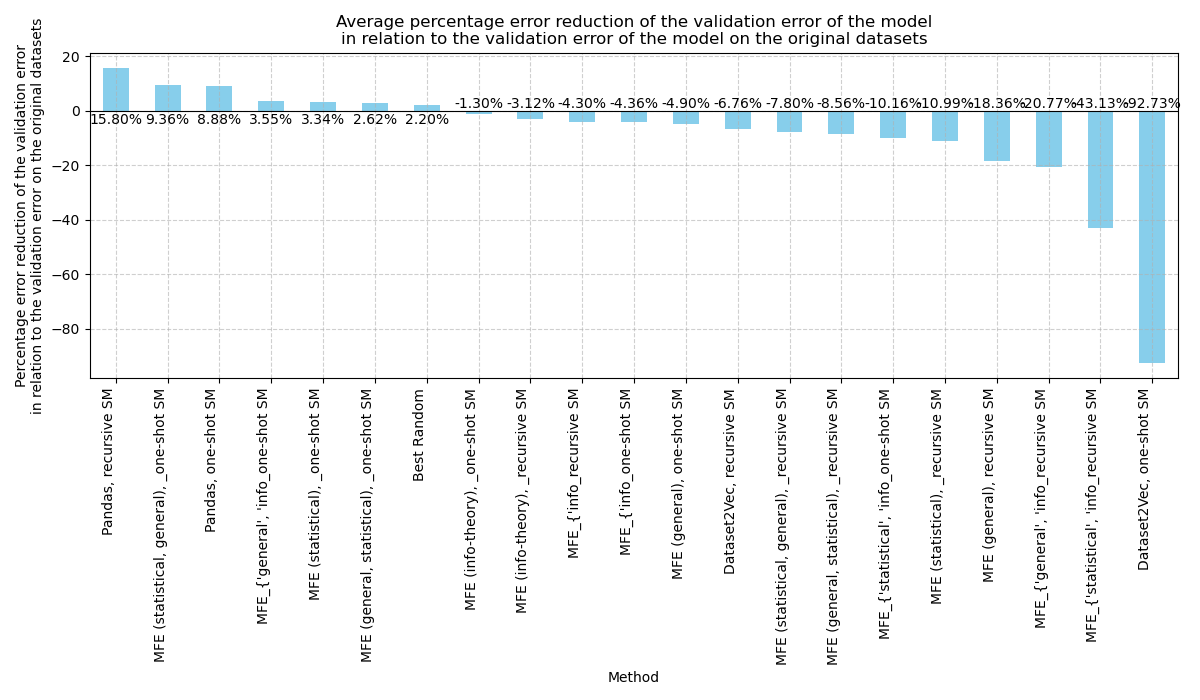 Average percentage error reduction of the validation error of the model
in relation to the validation error of the model on the original datasets
Percentage error reduction of the validation error
in relation to the validation error on the original datasets
20
0
−20
−40
−60
−80
15.80% 9.36% 8.88% 3.55% 3.34% 2.62% 2.20% -1.30% -3.12% -4.30% -4.36% -4.90% -6.76% -7.80% -8.56% -10.16% -10.99% -18.36% -20.77% -43.13% -92.73%
Pandas, recursive SM
MFE (statistical, general), _one-shot SM
Pandas, one-shot SM
MFE_{'general', 'info_one-shot SM
MFE (statistical), _one-shot SM
MFE (general, statistical), _one-shot SM
Best Random
MFE (info-theory), _one-shot SM
MFE (info-theory), _recursive SM
MFE_{'info_recursive SM
MFE_{'info_one-shot SM
MFE (general), one-shot SM
Dataset2Vec, recursive SM
MFE (statistical, general), _recursive SM
MFE (general, statistical), _recursive SM
MFE_{'statistical', 'info_one-shot SM
MFE (statistical), _recursive SM
MFE (general), recursive SM
MFE_{'general', 'info_recursive SM
MFE_{'statistical', 'info_recursive SM
Dataset2Vec, one-shot SM
Method